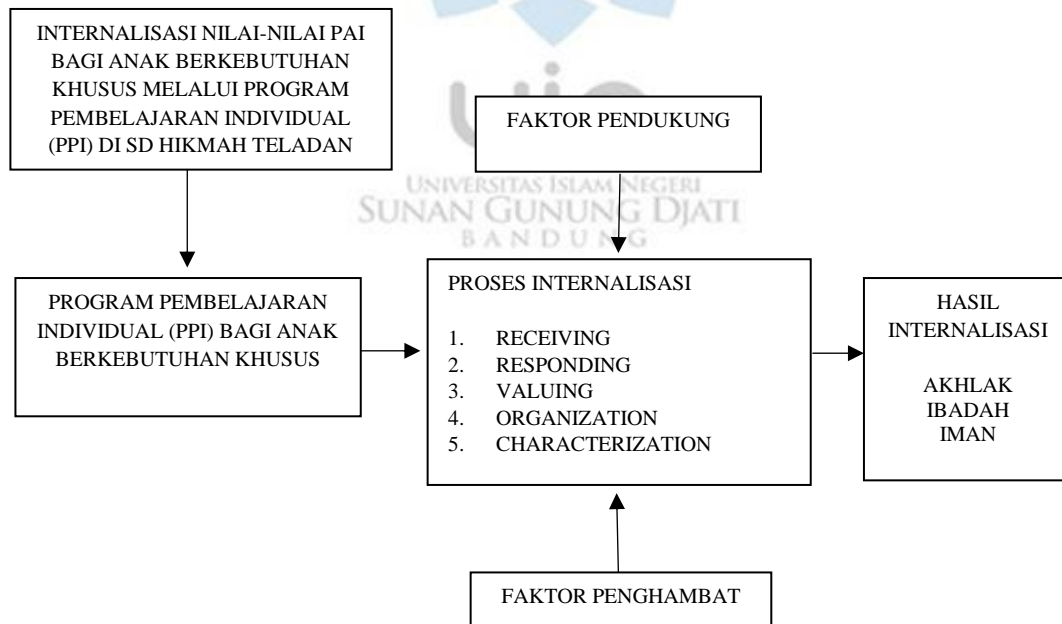 INTERNALISASI NILAI-NILAI PAI
BAGI ANAK BERKEBUTUHAN
KHUSUS MELALUI PROGRAM
PEMBELAJARAN INDIVIDUAL
(PPI) DI SD HIKMAH TELADAN
uin
FAKTOR PENDUKUNG
UNIVERSITAS ISLAM NEGERI
SUNAN GUNUNG DJATI
BANDUNG
PROGRAM PEMBELAJARAN
INDIVIDUAL (PPI) BAGI ANAK
BERKEBUTUHAN KHUSUS
PROSES INTERNALISASI
1. RECEIVING
2. RESPONDING
3. VALUING
4. ORGANIZATION
5. CHARACTERIZATION
HASIL
INTERNALISASI
AKHLAK
IBADAH
IMAN
FAKTOR PENGHAMBAT